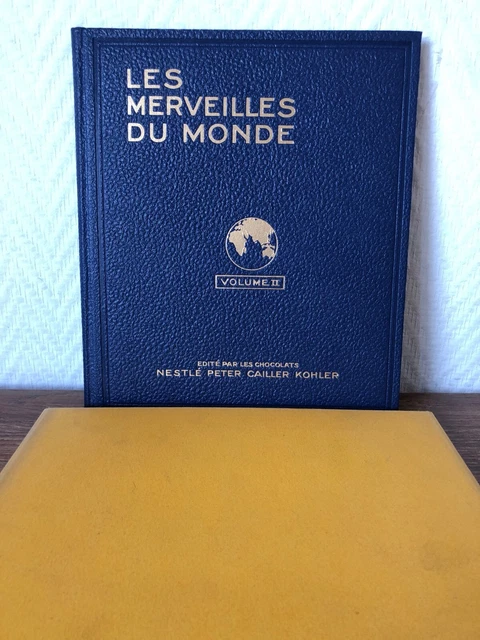 LES
MERVEILLES
DU MONDE
VOLUME II
EDITÉ PAR LES CHOCOLATS
NESTLÉ PETER CAILLER KOHLER